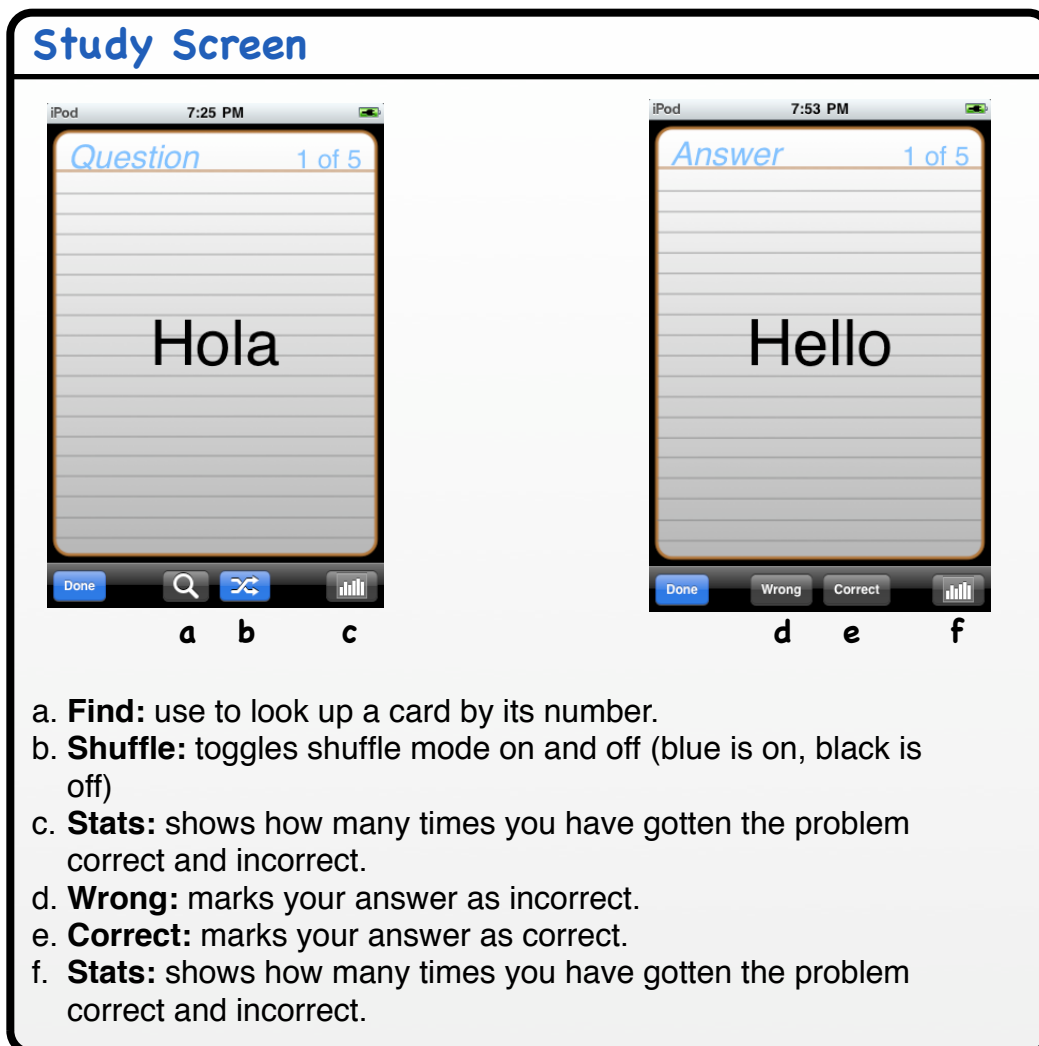 Study Screen
iPod 7:25 PM
Question 1 of 5
Hola
Done
a b c
iPod 7:53 PM
Answer 1 of 5
Hello
Done Wrong Correct
d e f
a. Find: use to look up a card by its number.
b. Shuffle: toggles shuffle mode on and off (blue is on, black is
off)
c. Stats: shows how many times you have gotten the problem
correct and incorrect.
d. Wrong: marks your answer as incorrect.
e. Correct: marks your answer as correct.
f. Stats: shows how many times you have gotten the problem
correct and incorrect.